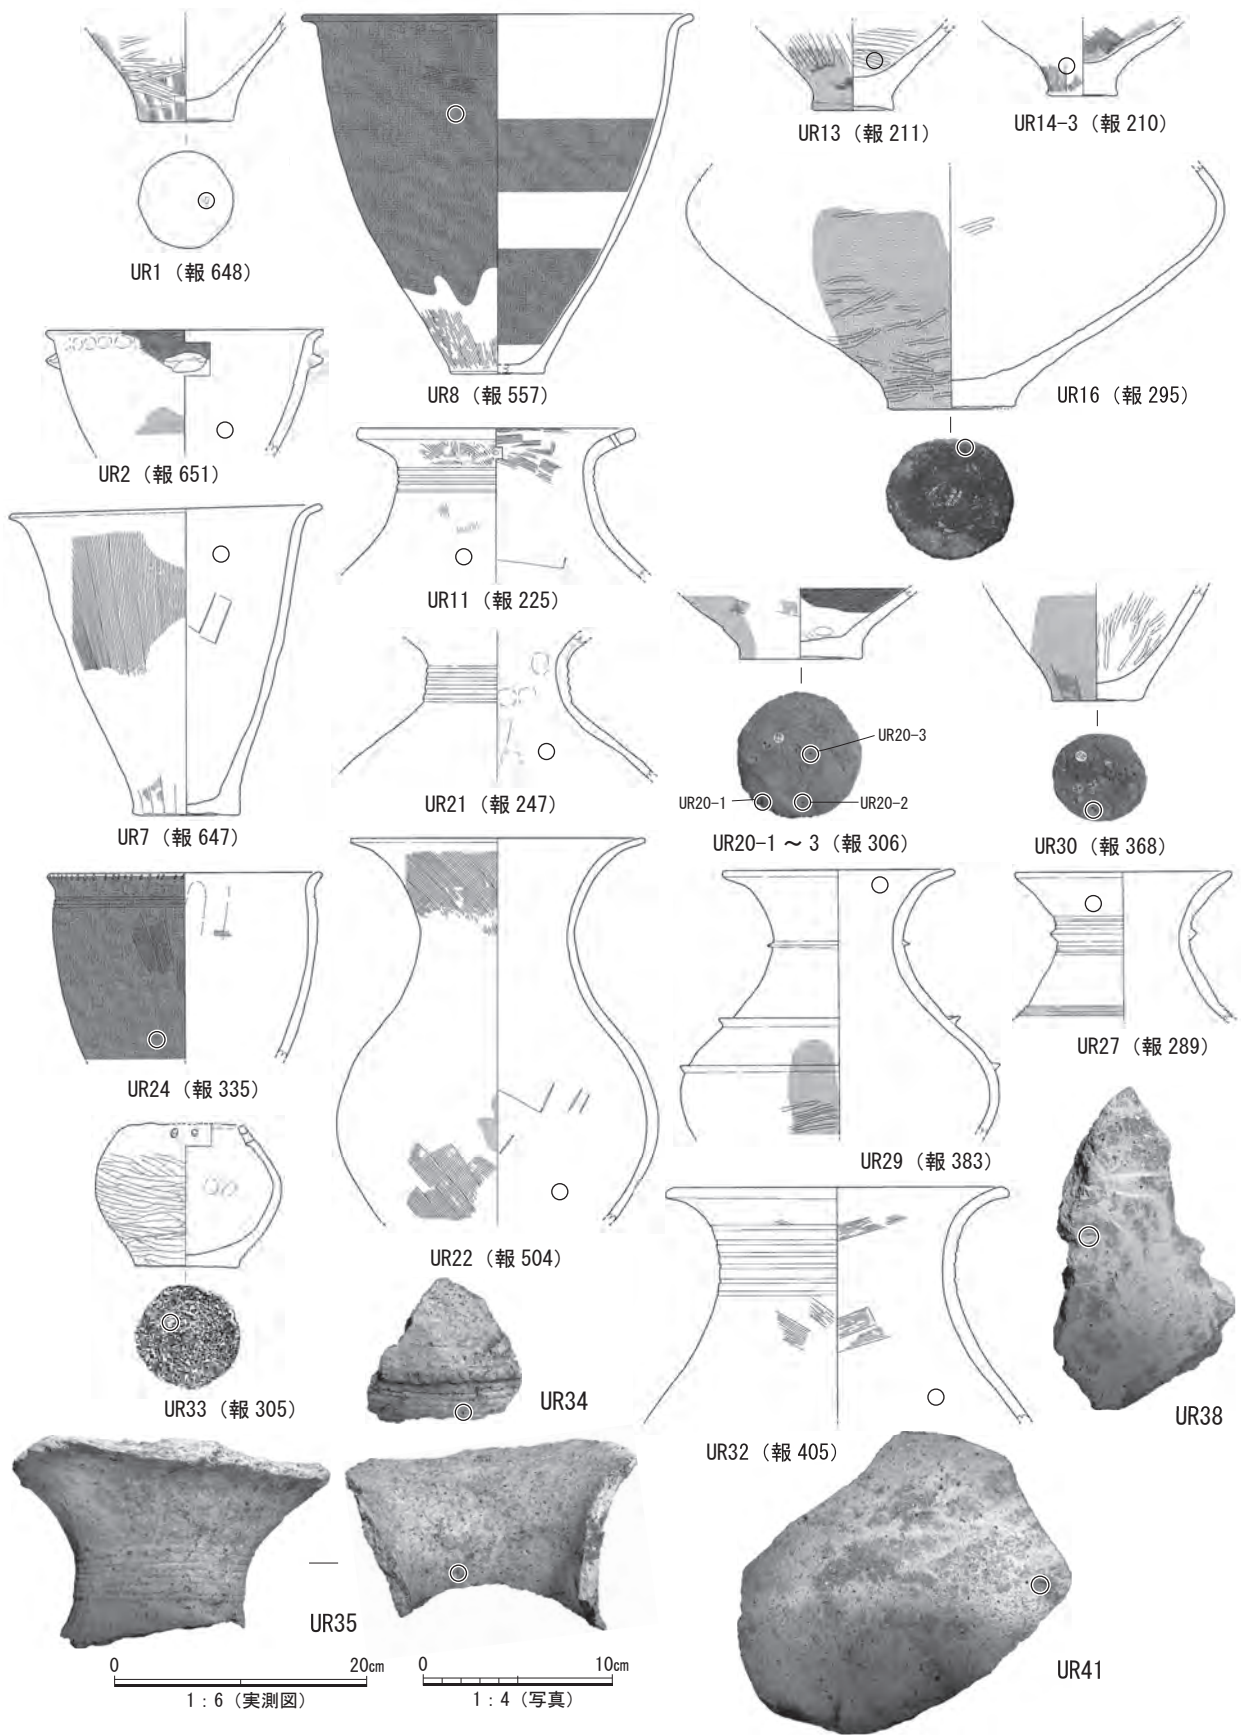 UR1（報 648）
UR8（報 557）
UR13（報 211）
UR14-3（報 210）
UR16（報 295）
UR2（報 651）
UR11（報 225）
UR7（報 647）
UR21（報 247）
UR20-3
UR20-1
UR20-2
UR20-1 ～ 3（報 306）
UR30（報 368）
UR24（報 335）
UR22（報 504）
UR29（報 383）
UR27（報 289）
UR33（報 305）
UR34
UR32（報 405）
UR38
UR35
UR41
0 20cm
1：6（実測図）
0 10cm
1：4（写真）